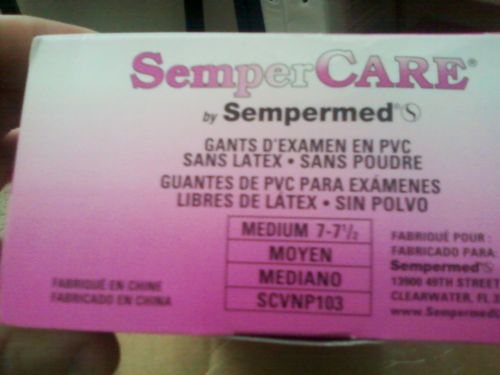 SemperCARE®
by Sempermed®
GANTS D'EXAMEN EN PVC
SANS LATEX • SANS POUDRE
GUANTES DE PVC PARA EXÁMENES
LIBRES DE LÁTEX • SIN POLVO
MEDIUM 7-7½
MOYEN
MEDIANO
SCVNP103
FABRIQUÉ EN CHINE
FABRICADO EN CHINA
FABRIQUÉ POUR:
FABRICADO PARA:
Sempermed®
13900 49TH STREET
CLEARWATER, FL
www.Sempermed